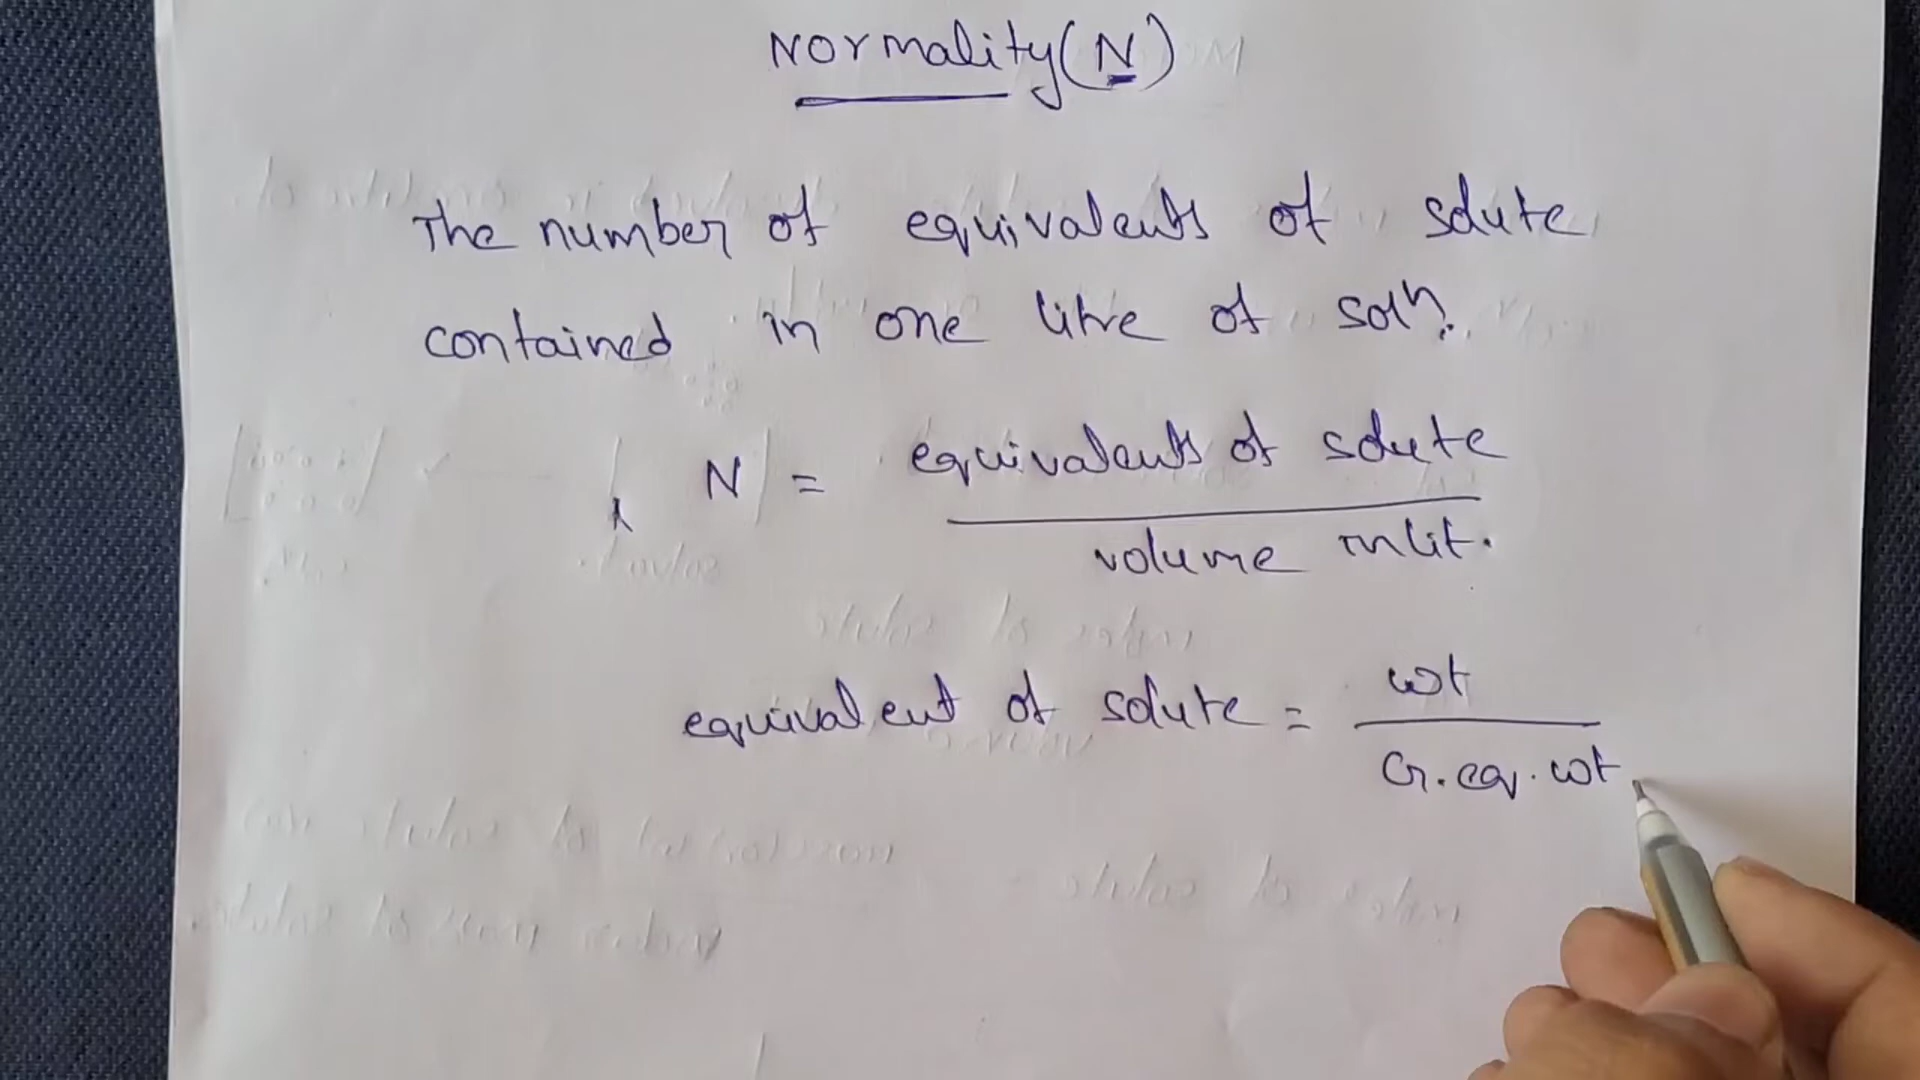 Normality (N)
The number of equivalents of solute
contained in one litre of soln.
N = equivalents of solute
volume in lit.
equivalent of solute = wt
G.eq.wt